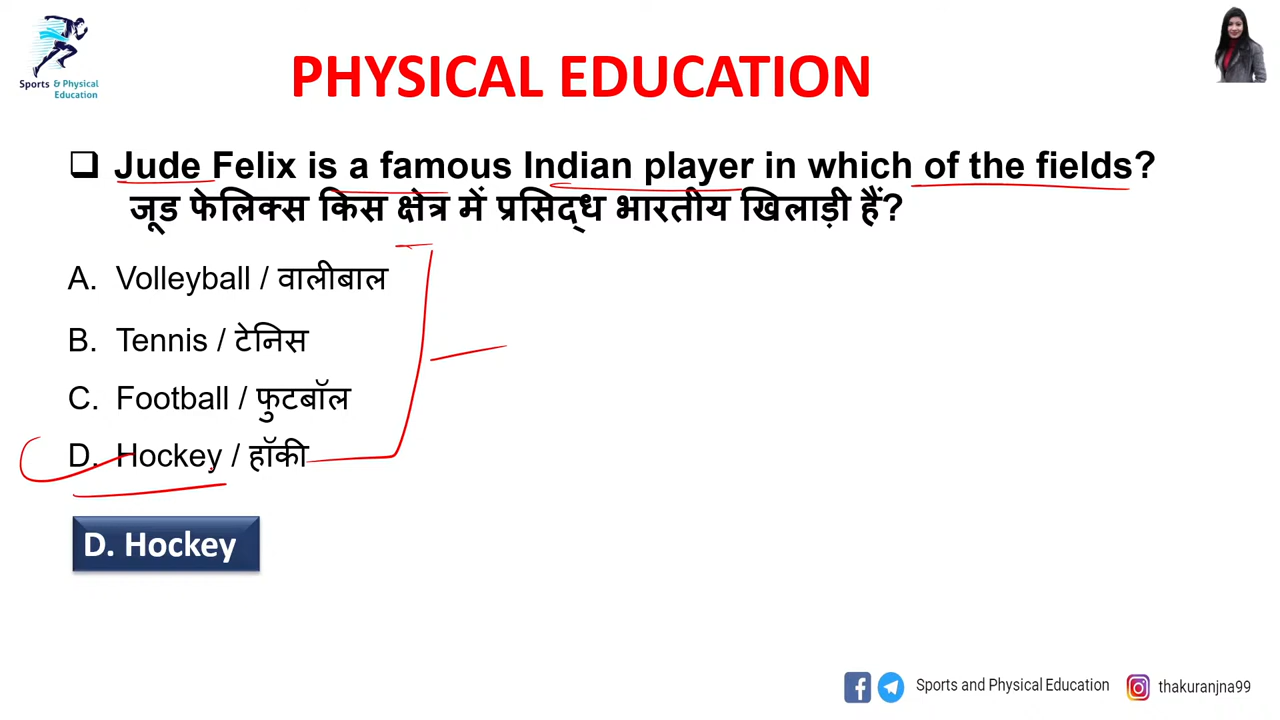 Sports & Physical
Education
PHYSICAL EDUCATION
Jude Felix is a famous Indian player in which of the fields?
जूड फेलिक्स किस क्षेत्र में प्रसिद्ध भारतीय खिलाड़ी हैं?
A. Volleyball / वालीबाल
B. Tennis / टेनिस
C. Football / फुटबॉल
D. Hockey / हॉकी
D. Hockey
Sports and Physical Education thakuranjna99